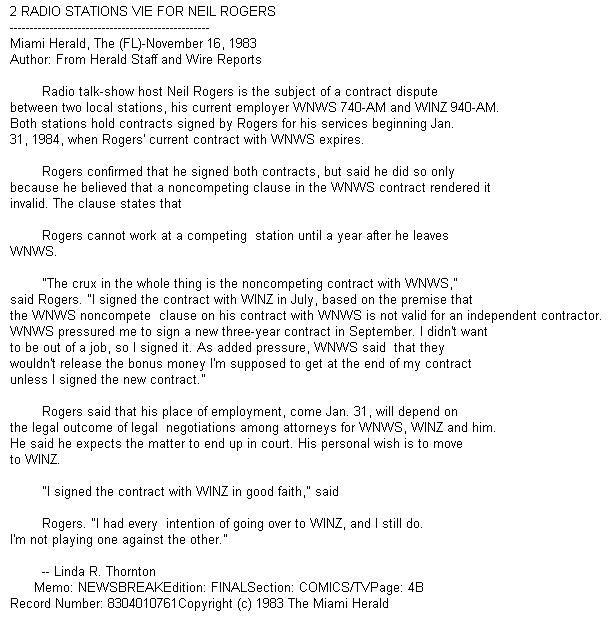 2 RADIO STATIONS VIE FOR NEIL ROGERS
--------------------------------------------------
Miami Herald, The (FL)-November 16, 1983
Author: From Herald Staff and Wire Reports
Radio talk-show host Neil Rogers is the subject of a contract dispute
between two local stations, his current employer WNWS 740-AM and WINZ 940-AM.
Both stations hold contracts signed by Rogers for his services beginning Jan.
31, 1984, when Rogers' current contract with WNWS expires.
Rogers confirmed that he signed both contracts, but said he did so only
because he believed that a noncompeting clause in the WNWS contract rendered it
invalid. The clause states that
Rogers cannot work at a competing  station until a year after he leaves
WNWS.
"The crux in the whole thing is the noncompeting contract with WNWS,"
said Rogers. "I signed the contract with WINZ in July, based on the premise that
the WNWS noncompete  clause on his contract with WNWS is not valid for an independent contractor.
WNWS pressured me to sign a new three-year contract in September. I didn't want
to be out of a job, so I signed it. As added pressure, WNWS said  that they
wouldn't release the bonus money I'm supposed to get at the end of my contract
unless I signed the new contract."
Rogers said that his place of employment, come Jan. 31, will depend on
the legal outcome of legal  negotiations among attorneys for WNWS, WINZ and him.
He said he expects the matter to end up in court. His personal wish is to move
to WINZ.
"I signed the contract with WINZ in good faith," said
Rogers. "I had every  intention of going over to WINZ, and I still do.
I'm not playing one against the other."
-- Linda R. Thornton
Memo: NEWSBREAKEdition: FINALSection: COMICS/TVPage: 4B
Record Number: 8304010761Copyright (c) 1983 The Miami Herald